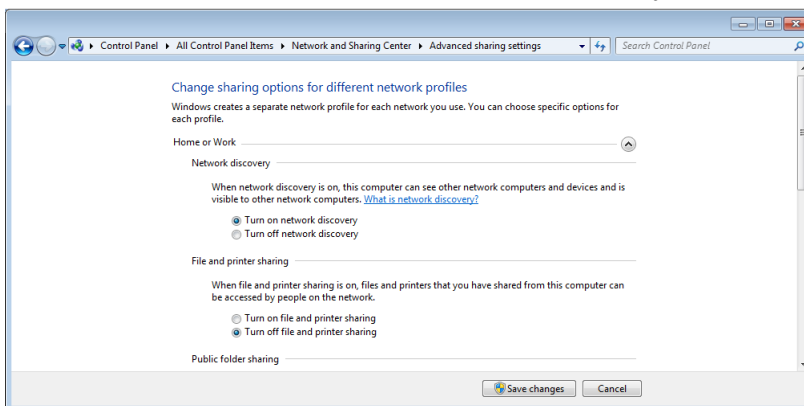 Control Panel ▸ All Control Panel Items ▸ Network and Sharing Center ▸ Advanced sharing settings
Search Control Panel
Change sharing options for different network profiles
Windows creates a separate network profile for each network you use. You can choose specific options for
each profile.
Home or Work
Network discovery
When network discovery is on, this computer can see other network computers and devices and is
visible to other network computers. What is network discovery?
Turn on network discovery
Turn off network discovery
File and printer sharing
When file and printer sharing is on, files and printers that you have shared from this computer can
be accessed by people on the network.
Turn on file and printer sharing
Turn off file and printer sharing
Public folder sharing
Save changes
Cancel